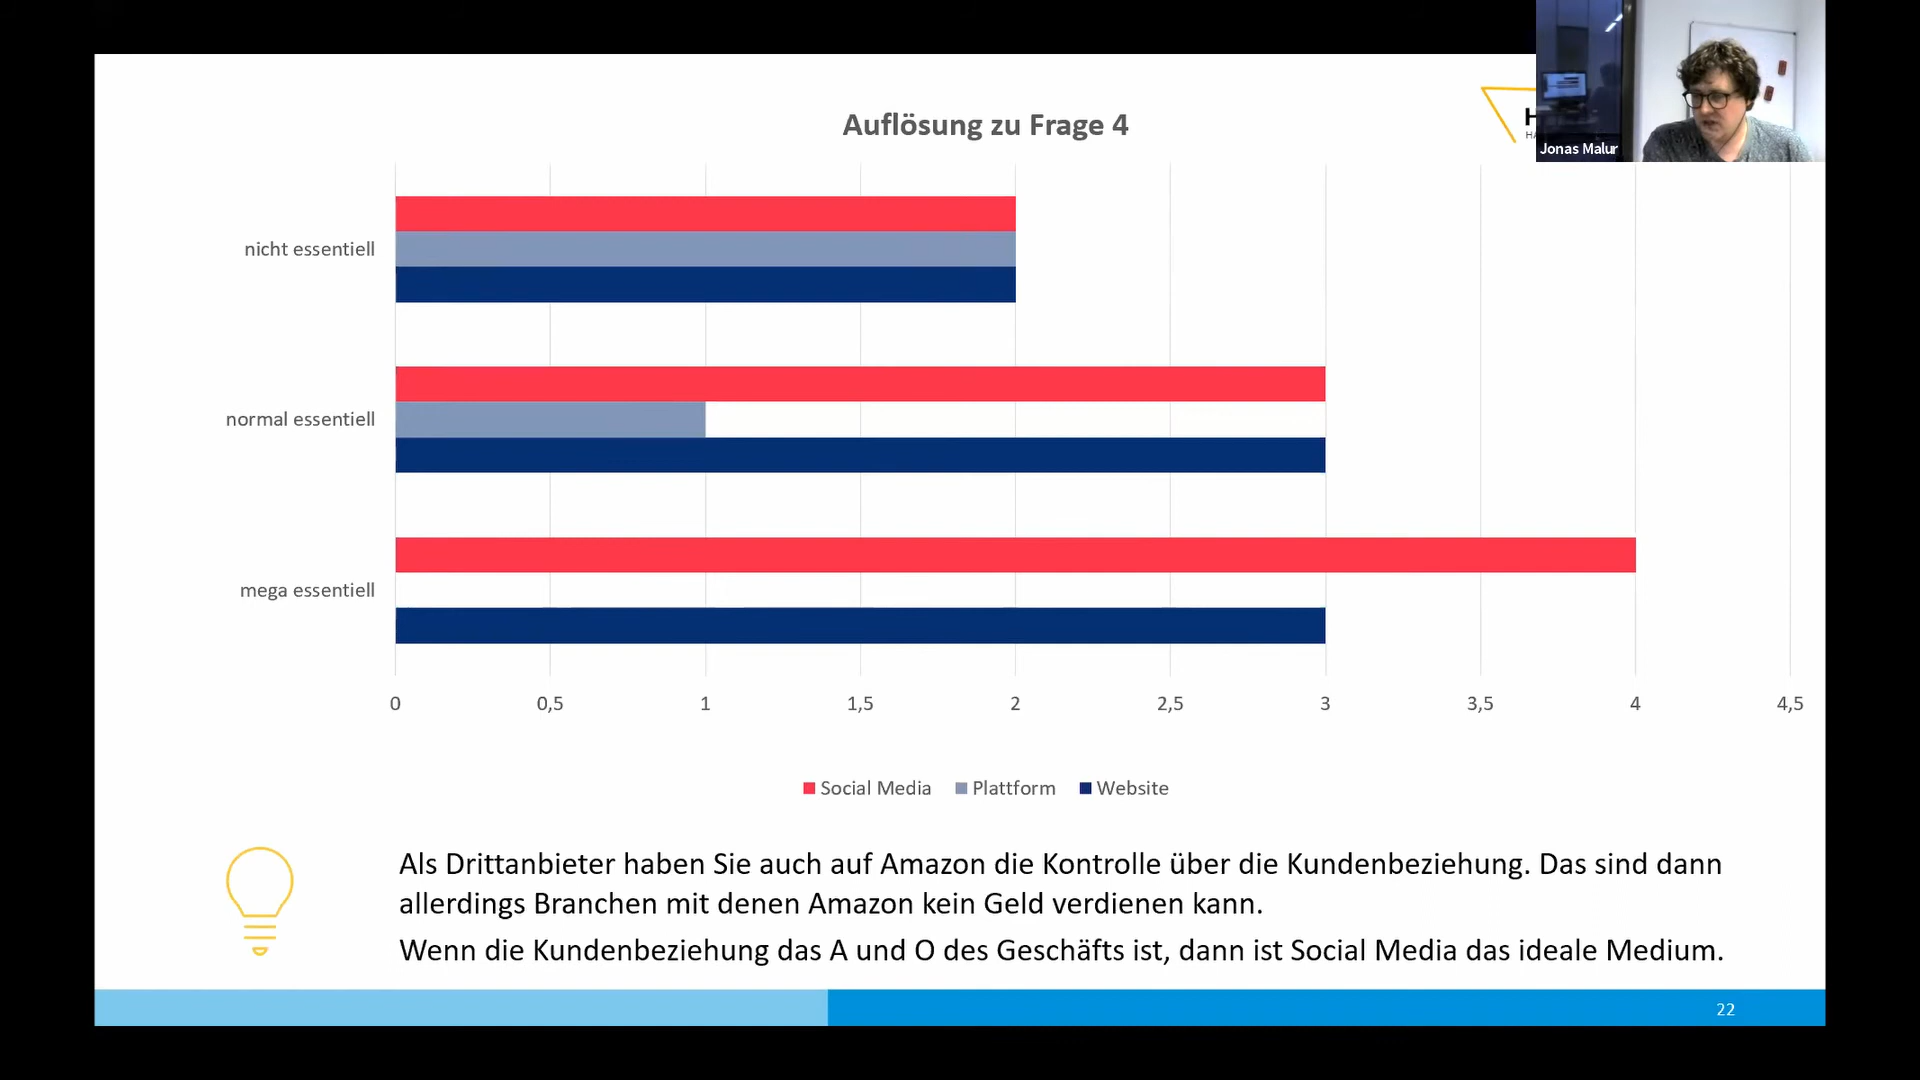 Auflösung zu Frage 4
Jonas Malur
nicht essentiell
normal essentiell
mega essentiell
0 0,5 1 1,5 2 2,5 3 3,5 4 4,5
Social Media Plattform Website
Als Drittanbieter haben Sie auch auf Amazon die Kontrolle über die Kundenbeziehung. Das sind dann
allerdings Branchen mit denen Amazon kein Geld verdienen kann.
Wenn die Kundenbeziehung das A und O des Geschäfts ist, dann ist Social Media das ideale Medium.
22